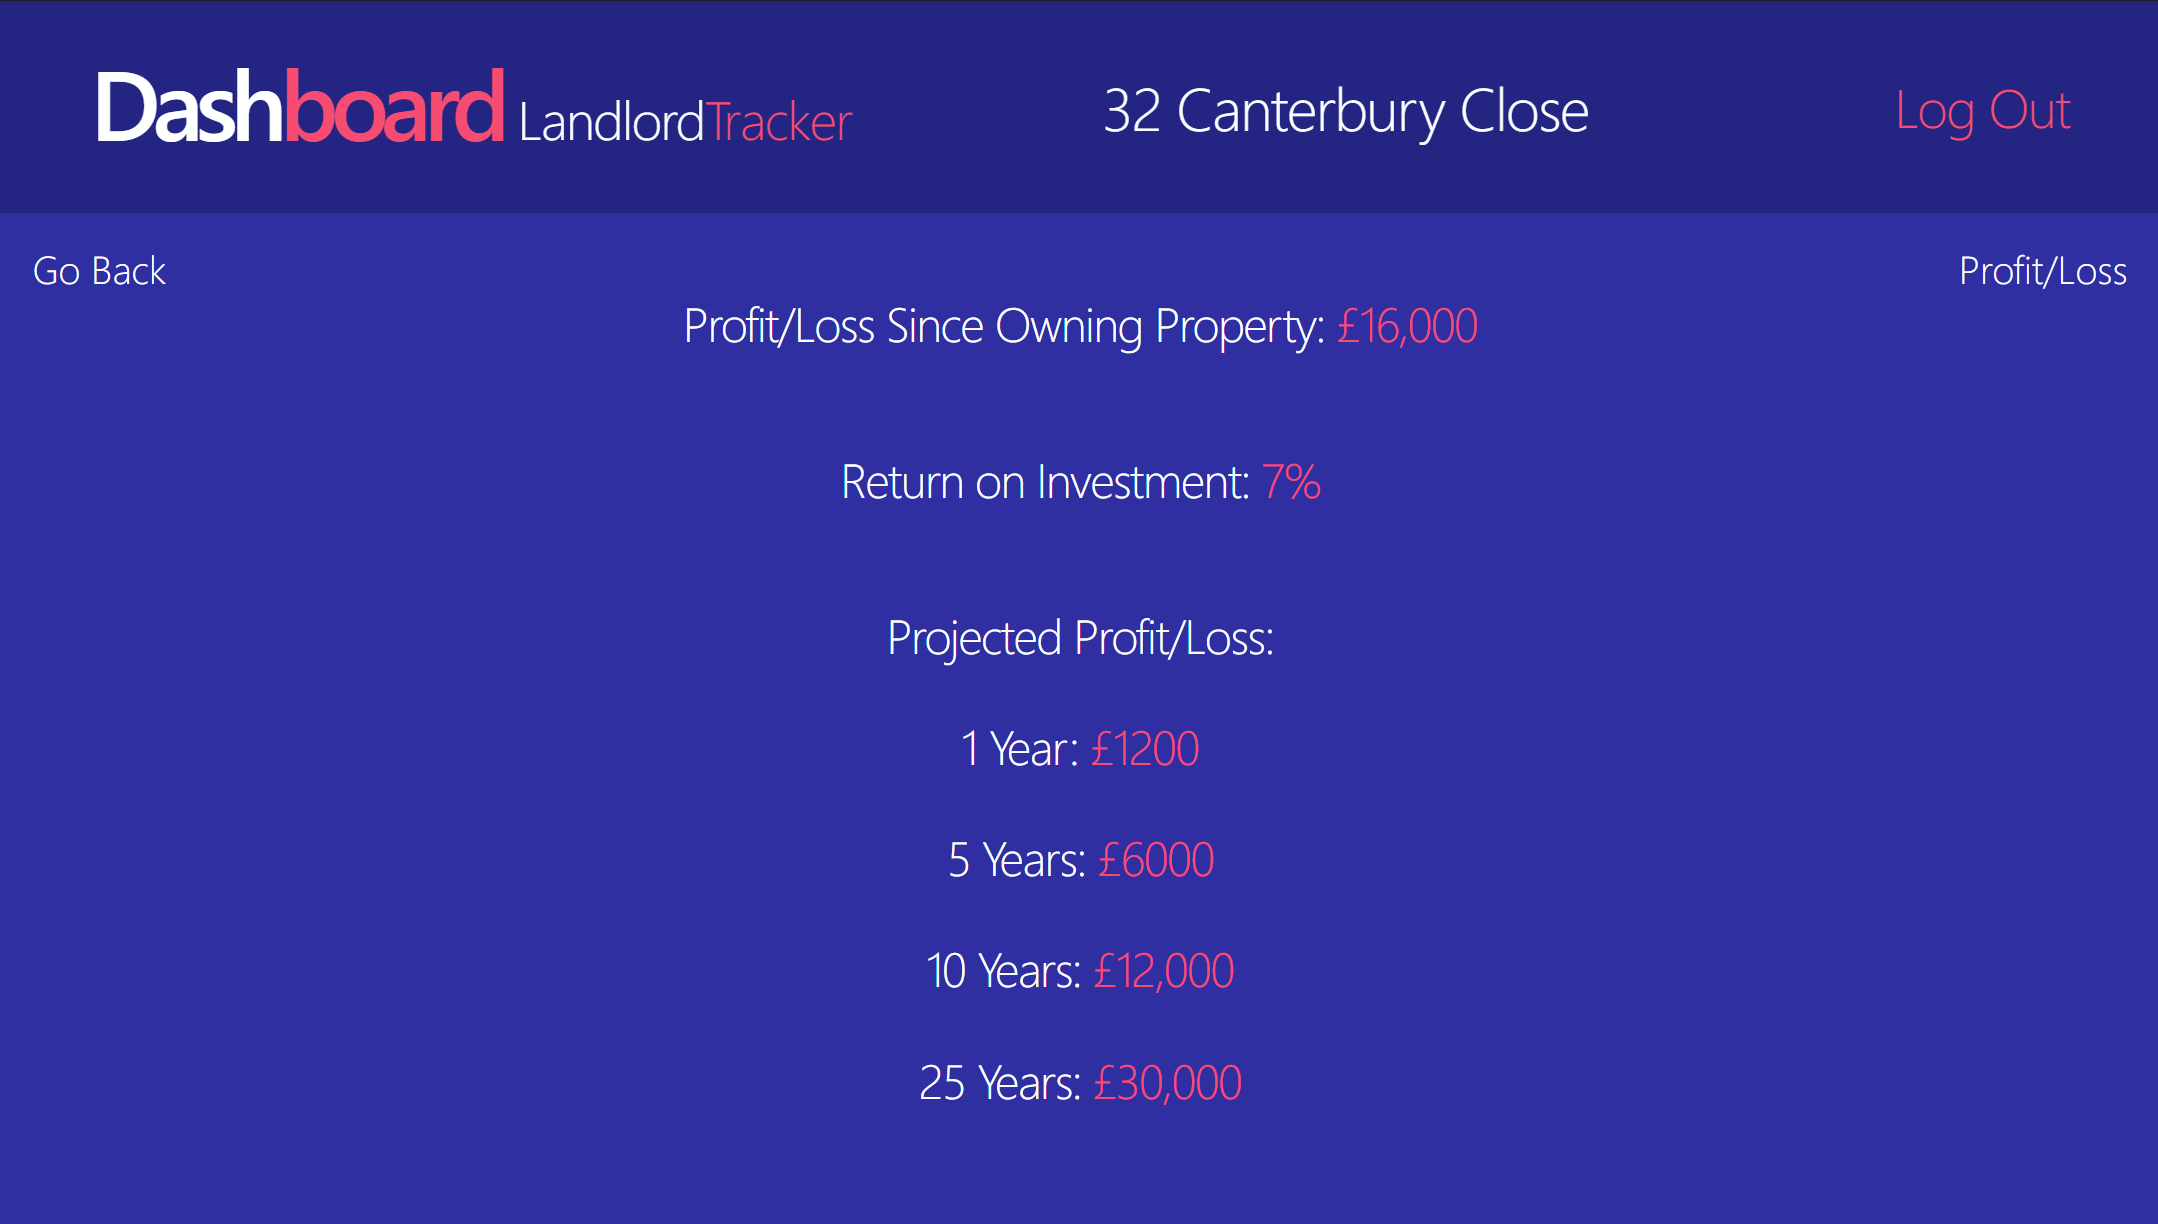 Dashboard LandlordTracker
32 Canterbury Close
Log Out
Go Back
Profit/Loss
Profit/Loss Since Owning Property: £16,000
Return on Investment: 7%
Projected Profit/Loss:
1 Year: £1200
5 Years: £6000
10 Years: £12,000
25 Years: £30,000